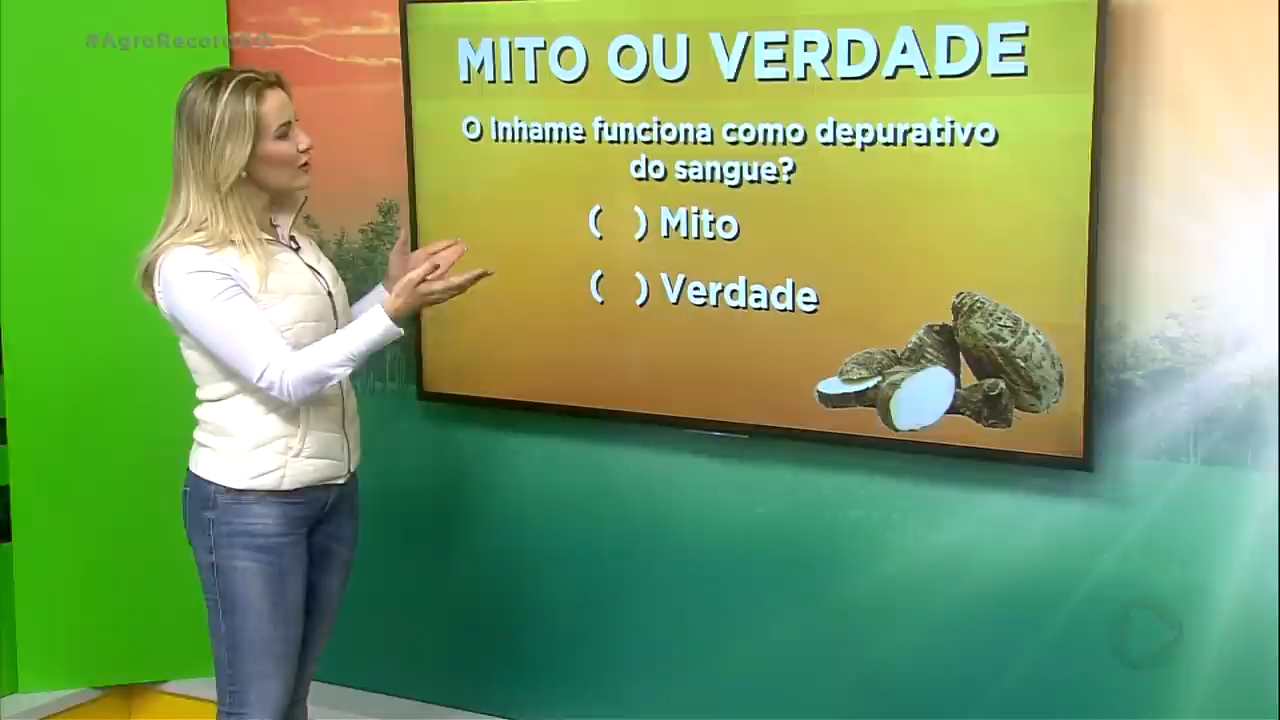 MITO OU VERDADE
O Inhame funciona como depurativo
do sangue?
( ) Mito
( ) Verdade